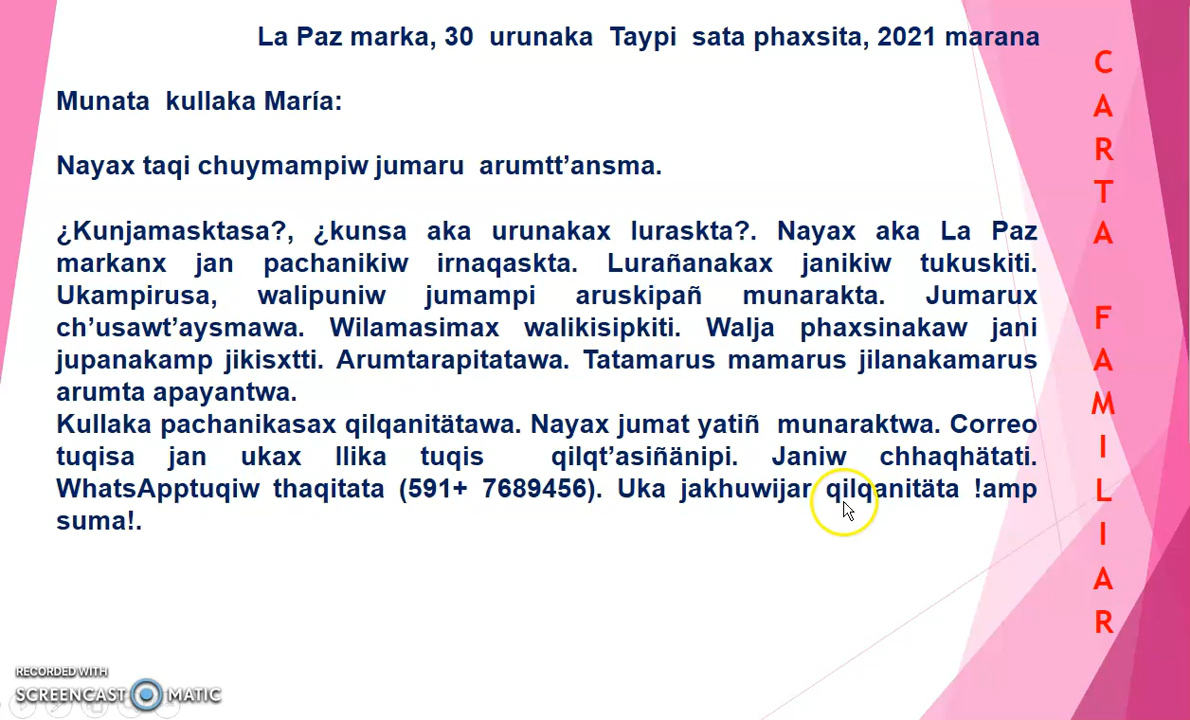 La Paz marka, 30 urunaka Taypi sata phaxsita, 2021 marana
Munata kullaka María:
Nayax taqi chuymampiw jumaru arumtt’ansma.
¿Kunjamasktasa?, ¿kunsa aka urunakax luraskta?. Nayax aka La Paz
markanx jan pachanikiw irnaqaskta. Lurañanakax janikiw tukuskiti.
Ukampirusa, walipuniw jumampi aruskipañ munarakta. Jumarux
ch’usawt’aysmawa. Wilamasimax walikisipkiti. Walja phaxsinakaw jani
jupanakamp jikisxtti. Arumtarapitatawa. Tatamarus mamarus jilanakamarus
arumta apayantwa.
Kullaka pachanikasax qilqanitätawa. Nayax jumat yatiñ munaraktwa. Correo
tuqisa jan ukax llika tuqis qilqt’asiñänipi. Janiw chhaqhätati.
WhatsApptuqiw thaqitata (591+ 7689456). Uka jakhuwijar qilqanitäta !amp
suma!.
CARTA FAMILIAR
RECORDED WITH
SCREENCAST MATIC